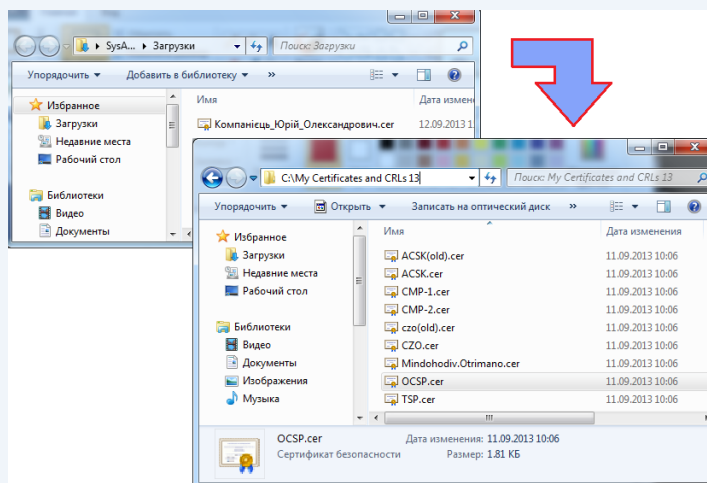 SysA... Загрузки
Поиск: Загрузки
Упорядочить Добавить в библиотеку »
Избранное
Загрузки
Недавние места
Рабочий стол
Библиотеки
Видео
Документы
Имя
Компанієць_Юрій_Олександрович.cer 12.09.2013
C:\My Certificates and CRLs 13
Поиск: My Certificates and CRLs 13
Упорядочить Открыть Записать на оптический диск »
Избранное
Загрузки
Недавние места
Рабочий стол
Библиотеки
Видео
Документы
Изображения
Музыка
Имя Дата изменения
ACSK(old).cer 11.09.2013 10:06
ACSK.cer 11.09.2013 10:06
CMP-1.cer 11.09.2013 10:06
CMP-2.cer 11.09.2013 10:06
czo(old).cer 11.09.2013 10:06
CZO.cer 11.09.2013 10:06
Mindohodiv.Otrimano.cer 11.09.2013 10:06
OCSP.cer 11.09.2013 10:06
TSP.cer 11.09.2013 10:06
OCSP.cer Дата изменения: 11.09.2013 10:06
Сертификат безопасности Размер: 1.81 КБ